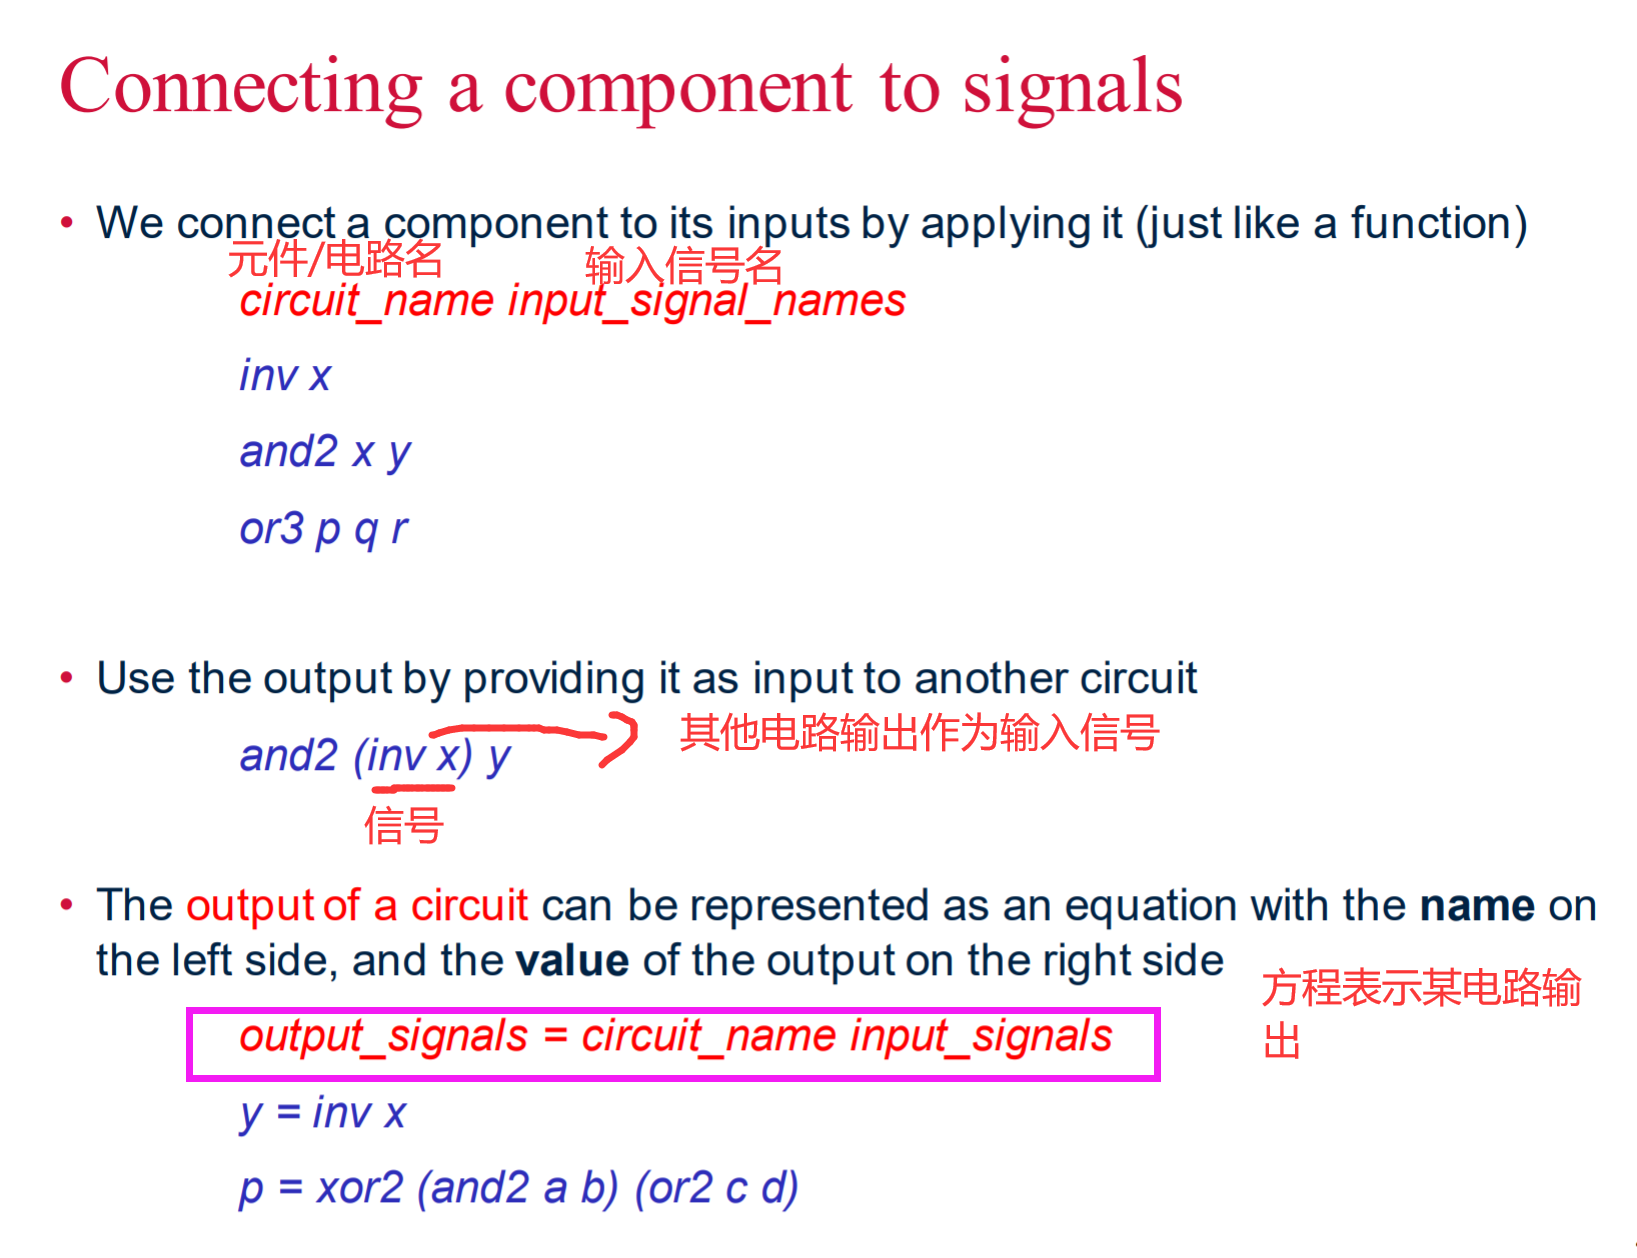 Connecting a component to signals
• We connect a component to its inputs by applying it (just like a function)
元件/电路名
输入信号名
circuit_name input_signal_names
inv x
and2 x y
or3 p q r
• Use the output by providing it as input to another circuit
其他电路输出作为输入信号
and2 (inv x) y
信号
• The output of a circuit can be represented as an equation with the name on
the left side, and the value of the output on the right side
方程表示某电路输
出
output_signals = circuit_name input_signals
y = inv x
p = xor2 (and2 a b) (or2 c d)